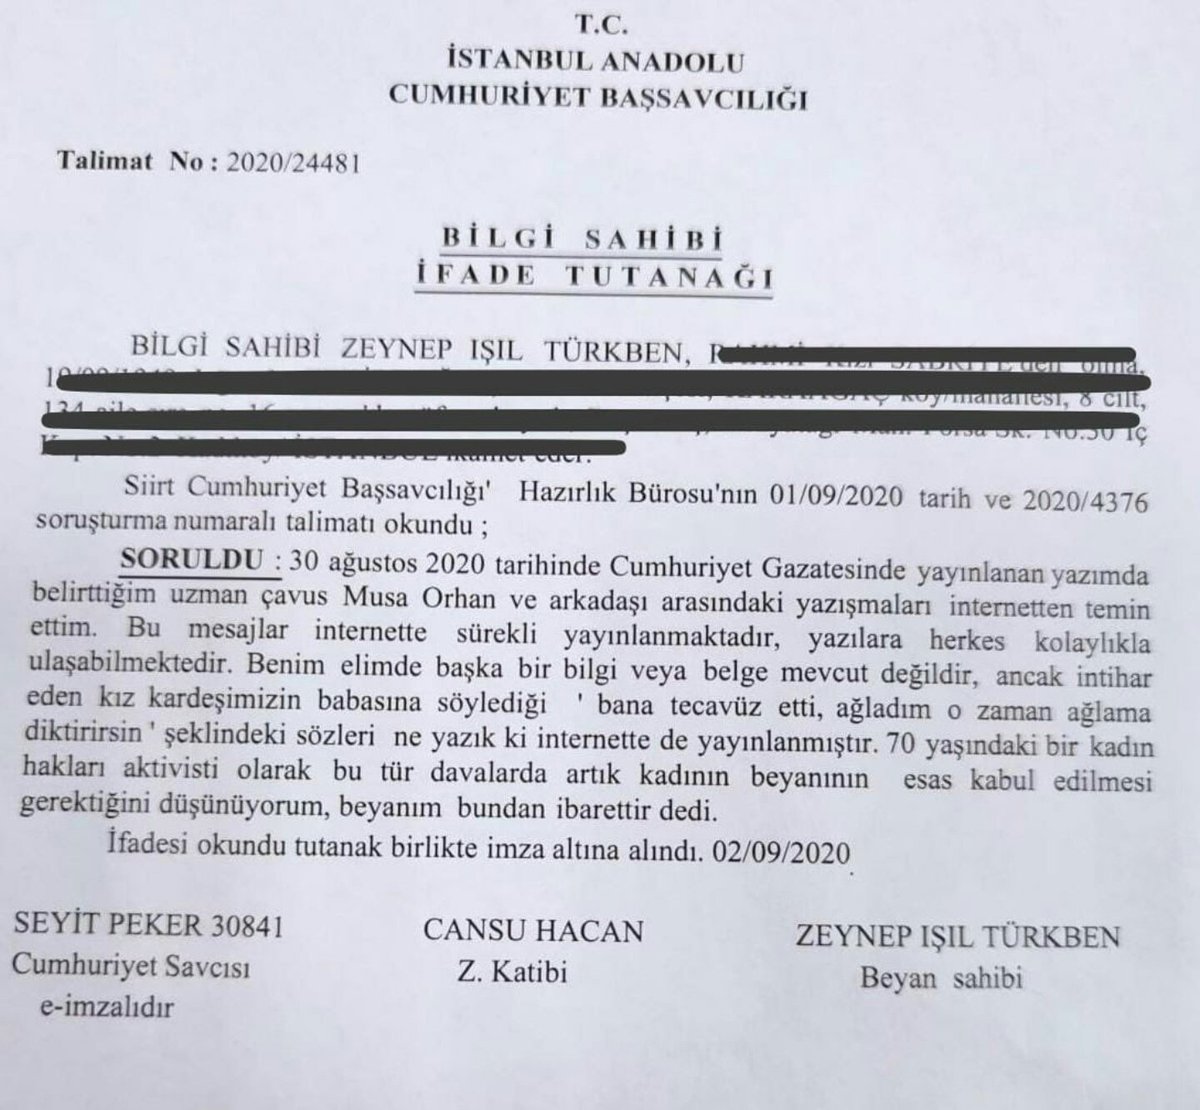 T.C.
İSTANBUL ANADOLU
CUMHURİYET BAŞSAVCILIĞI
Talimat No : 2020/24481
BİLGİ SAHİBİ
İFADE TUTANAĞI
BİLGİ SAHİBİ ZEYNEP IŞIL TÜRKBEN,
köy/mahallesi, 8 cilt,
No:30 İç
ikamet eder.
Siirt Cumhuriyet Başsavcılığı' Hazırlık Bürosu'nın 01/09/2020 tarih ve 2020/4376
soruşturma numaralı talimatı okundu ;
SORULDU : 30 ağustos 2020 tarihinde Cumhuriyet Gazatesinde yayınlanan yazımda
belirttiğim uzman çavus Musa Orhan ve arkadaşı arasındaki yazışmaları internetten temin
ettim. Bu mesajlar internette sürekli yayınlanmaktadır, yazılara herkes kolaylıkla
ulaşabilmektedir. Benim elimde başka bir bilgi veya belge mevcut değildir, ancak intihar
eden kız kardeşimizin babasına söylediği ' bana tecavüz etti, ağladım o zaman ağlama
diktirirsin ' şeklindeki sözleri ne yazık ki internette de yayınlanmıştır. 70 yaşındaki bir kadın
hakları aktivisti olarak bu tür davalarda artık kadının beyanının esas kabul edilmesi
gerektiğini düşünüyorum, beyanım bundan ibarettir dedi.
İfadesi okundu tutanak birlikte imza altına alındı. 02/09/2020
SEYİT PEKER 30841
Cumhuriyet Savcısı
e-imzalıdır
CANSU HACAN
Z. Katibi
ZEYNEP IŞIL TÜRKBEN
Beyan sahibi